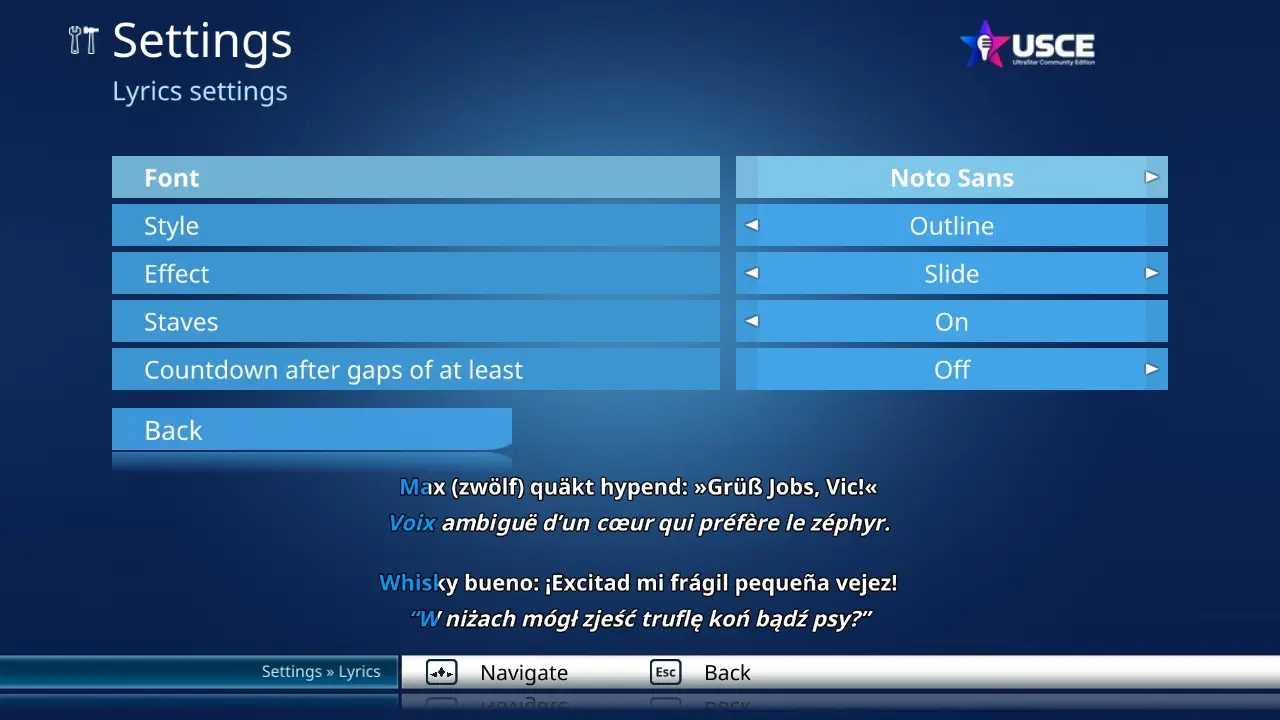 Settings
USCE
UltraStar Community Edition
Lyrics settings
Font Noto Sans
Style Outline
Effect Slide
Staves On
Countdown after gaps of at least Off
Back
Max (zwölf) quäkt hypend: »Grüß Jobs, Vic!«
Voix ambiguë d’un cœur qui préfère le zéphyr.
Whisky bueno: ¡Excitad mi frágil pequeña vejez!
“W niżach mógł zjeść truflę koń bądź psy?”
Settings » Lyrics Navigate Esc Back